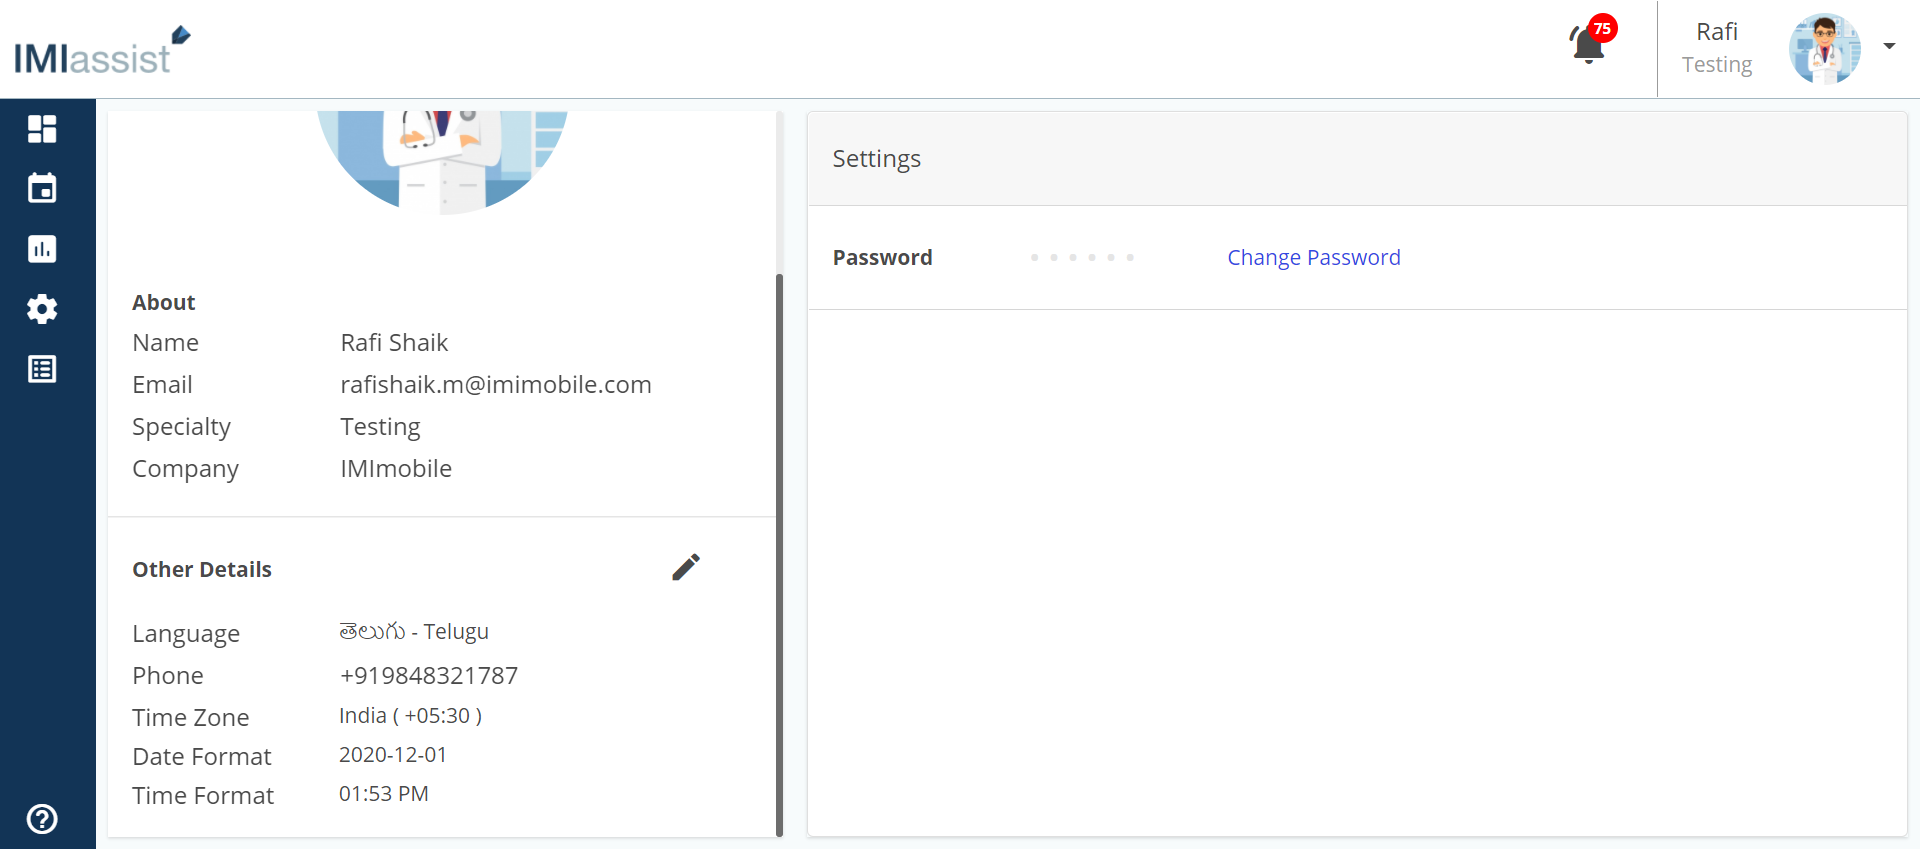 IMIassist
75
Rafi
Testing
About
Name Rafi Shaik
Email rafishaik.m@imimobile.com
Specialty Testing
Company IMImobile
Other Details
Language తెలుగు - Telugu
Phone +919848321787
Time Zone India ( +05:30 )
Date Format 2020-12-01
Time Format 01:53 PM
Settings
Password Change Password